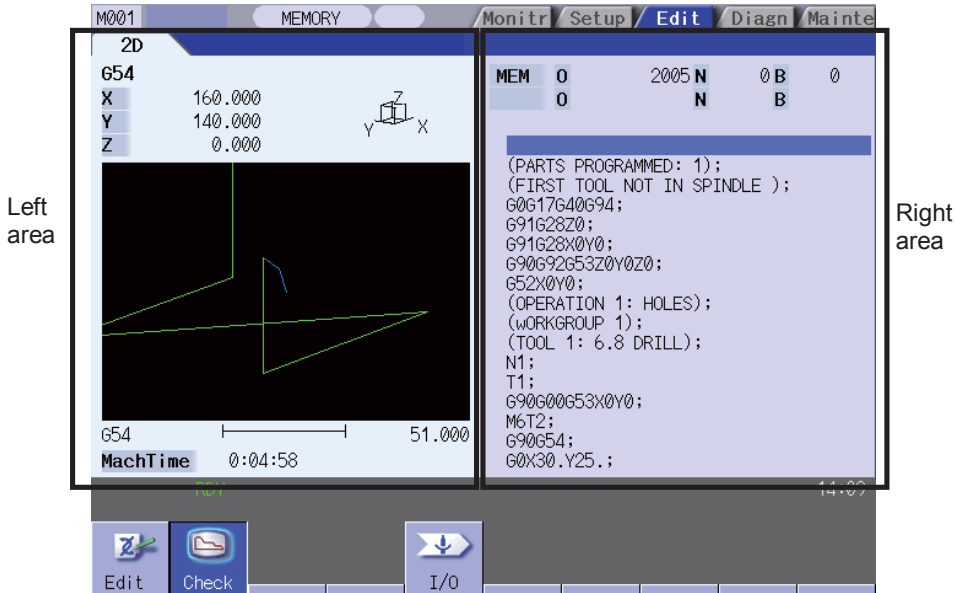 M001 MEMORY Monitr Setup Edit Diagn Mainte
2D
G54
X 160.000
Y 140.000
Z 0.000
Z
Y X
G54 51.000
MachTime 0:04:58
Left
area
MEM O 2005 N 0 B 0
O N B
(PARTS PROGRAMMED: 1);
(FIRST TOOL NOT IN SPINDLE );
G0G17G40G94;
G91G28Z0;
G91G28X0Y0;
G90G92G53Z0Y0Z0;
G52X0Y0;
(OPERATION 1: HOLES);
(wORKGROUP 1);
(TOOL 1: 6.8 DRILL);
N1;
T1;
G90G00G53X0Y0;
M6T2;
G90G54;
G0X30.Y25.;
Right
area
RDY 14:09
Edit Check I/O